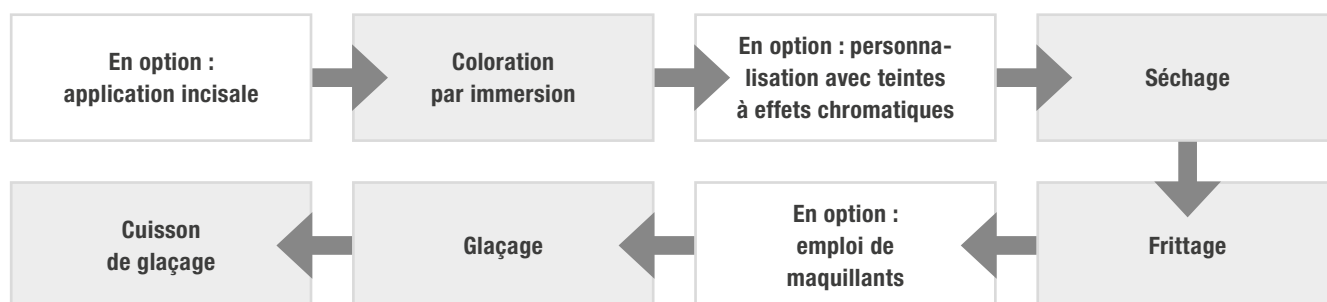 En option :
application incisale
Coloration
par immersion
En option : personna-
lisation avec teintes
à effets chromatiques
Séchage
Frittage
En option :
emploi de
maquillants
Glaçage
Cuisson
de glaçage